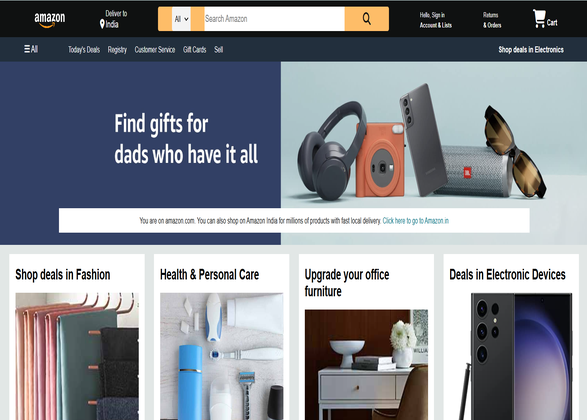 amazon
Deliver to
India
All
Search Amazon
Hello, Sign in
Account & Lists
Returns
& Orders
Cart
All
Today's Deals
Registry
Customer Service
Gift Cards
Sell
Shop deals in Electronics
Find gifts for
dads who have it all
JBL
You are on amazon.com. You can also shop on Amazon India for millions of products with fast local delivery. Click here to go to Amazon.in
Shop deals in Fashion
Health & Personal Care
Upgrade your office
furniture
Deals in Electronic Devices